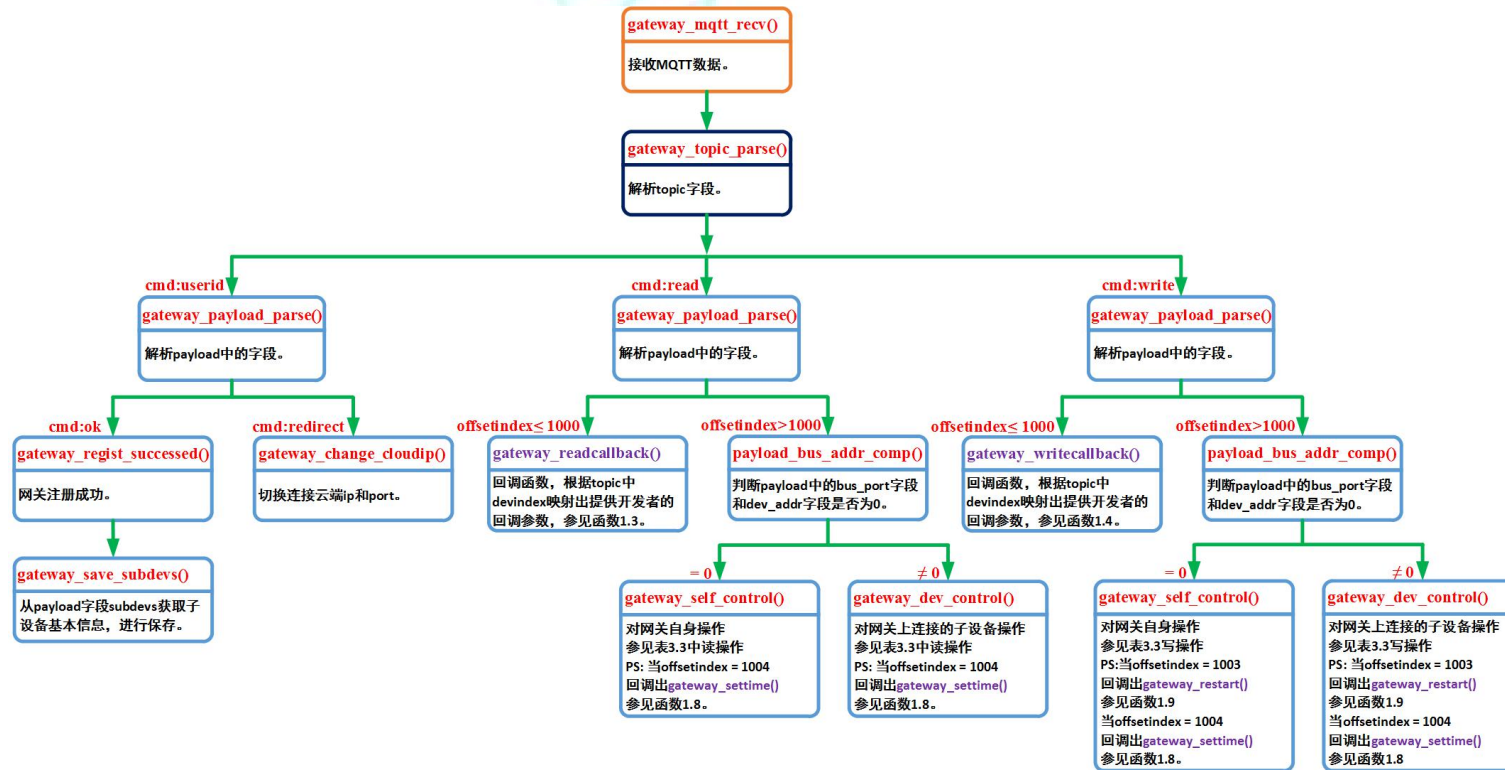 gateway_mqtt_recv()
接收MQTT数据。
gateway_topic_parse()
解析topic字段。
cmd:userid
gateway_payload_parse()
解析payload中的字段。
cmd:read
gateway_payload_parse()
解析payload中的字段。
cmd:write
gateway_payload_parse()
解析payload中的字段。
cmd:ok
gateway_regist_successed()
网关注册成功。
cmd:redirect
gateway_change_cloudip()
切换连接云端ip和port。
offsetindex≤ 1000
gateway_readcallback()
回调函数，根据topic中
devindex映射出提供开发者的
回调参数，参见函数1.3。
offsetindex>1000
payload_bus_addr_comp()
判断payload中的bus_port字段
和dev_addr字段是否为0。
offsetindex≤ 1000
gateway_writecallback()
回调函数，根据topic中
devindex映射出提供开发者的
回调参数，参见函数1.4。
offsetindex>1000
payload_bus_addr_comp()
判断payload中的bus_port字段
和dev_addr字段是否为0。
gateway_save_subdevs()
从payload字段subdevs获取子
设备基本信息，进行保存。
= 0
gateway_self_control()
对网关自身操作
参见表3.3中读操作
PS: 当offsetindex = 1004
回调出gateway_settime()
参见函数1.8。
≠ 0
gateway_dev_control()
对网关上连接的子设备操作
参见表3.3中读操作
PS: 当offsetindex = 1004
回调出gateway_settime()
参见函数1.8。
= 0
gateway_self_control()
对网关自身操作
参见表3.3写操作
PS:当offsetindex = 1003
回调出gateway_restart()
参见函数1.9
当offsetindex = 1004
回调出gateway_settime()
参见函数1.8。
≠ 0
gateway_dev_control()
对网关上连接的子设备操作
参见表3.3写操作
PS: 当offsetindex = 1003
回调出gateway_restart()
参见函数1.9
当offsetindex = 1004
回调出gateway_settime()
参见函数1.8